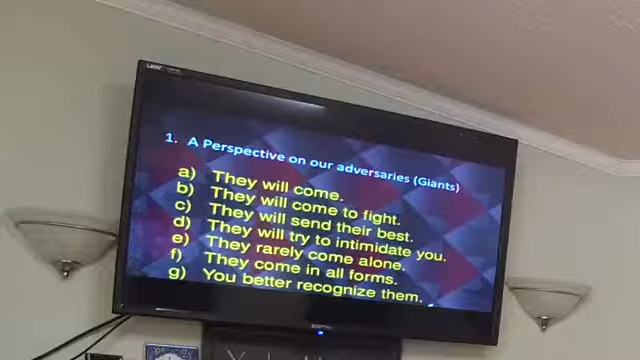 1. A Perspective on our adversaries (Giants)
a) They will come.
b) They will come to fight.
c) They will send their best.
d) They will try to intimidate you.
e) They rarely come alone.
f) They come in all forms.
g) You better recognize them.
SCEPTRE